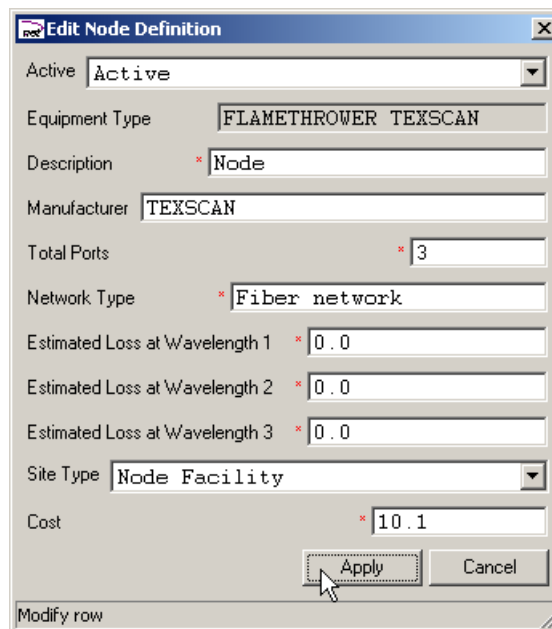 Edit Node Definition
Active Active
Equipment Type FLAMETHROWER TEXSCAN
Description * Node
Manufacturer TEXSCAN
Total Ports * 3
Network Type * Fiber network
Estimated Loss at Wavelength 1 * 0.0
Estimated Loss at Wavelength 2 * 0.0
Estimated Loss at Wavelength 3 * 0.0
Site Type Node Facility
Cost * 10.1
Apply Cancel
Modify row